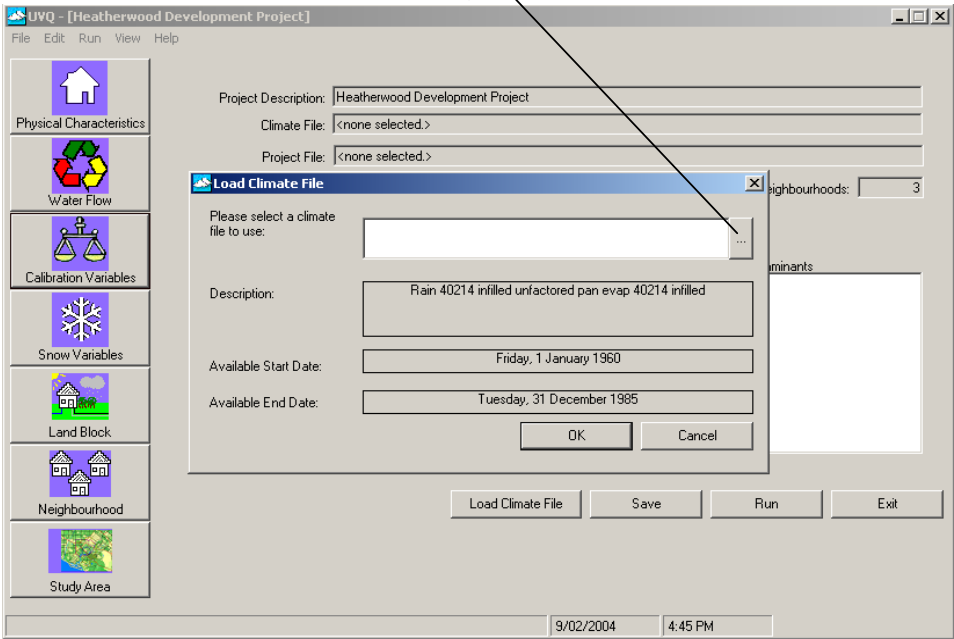 UVQ - [Heatherwood Development Project]
File Edit Run View Help
Physical Characteristics
Water Flow
Calibration Variables
Snow Variables
Land Block
Neighbourhood
Study Area
Project Description: Heatherwood Development Project
Climate File: <none selected.>
Project File: <none selected.>
eighbourhoods: 3
minants
Load Climate File
Please select a climate
file to use:
...
Description: Rain 40214 infilled unfactored pan evap 40214 infilled
Available Start Date: Friday, 1 January 1960
Available End Date: Tuesday, 31 December 1985
OK Cancel
Load Climate File Save Run Exit
9/02/2004 4:45 PM